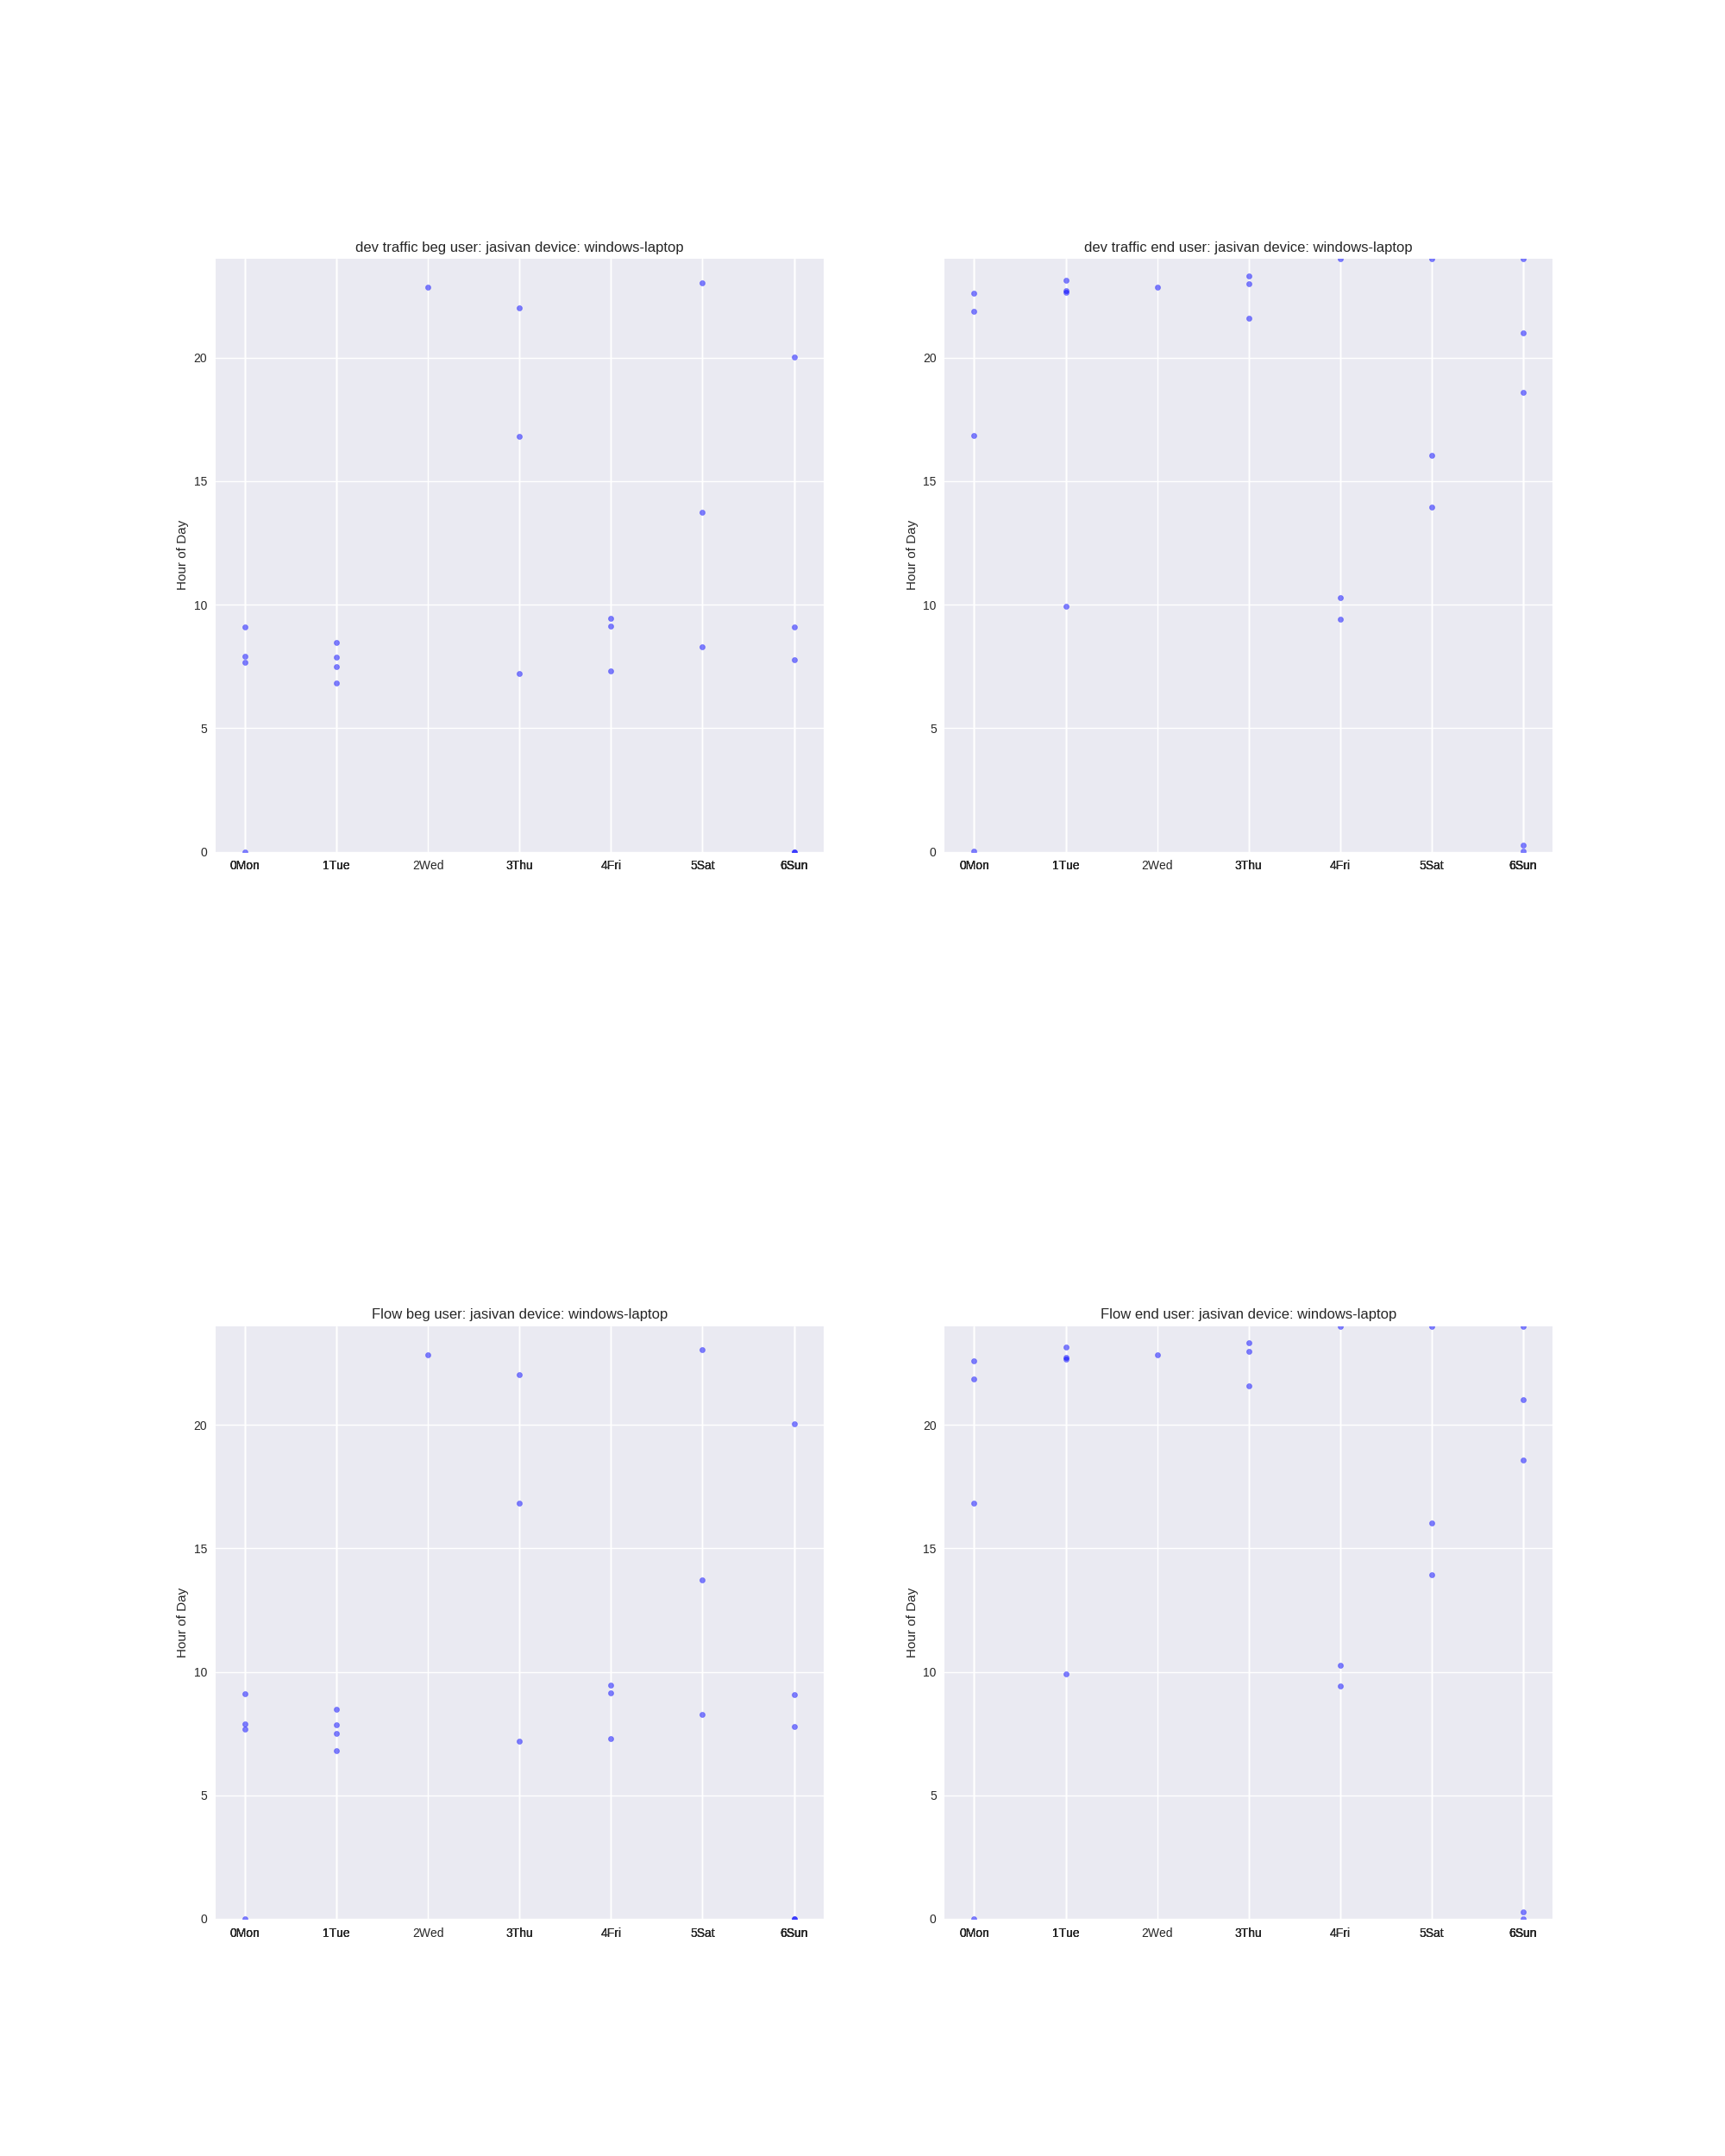 dev traffic beg user: jasivan device: windows-laptop
Hour of Day
20
15
10
5
0
0Mon 1Tue 2Wed 3Thu 4Fri 5Sat 6Sun
dev traffic end user: jasivan device: windows-laptop
Hour of Day
20
15
10
5
0
0Mon 1Tue 2Wed 3Thu 4Fri 5Sat 6Sun
Flow beg user: jasivan device: windows-laptop
Hour of Day
20
15
10
5
0
0Mon 1Tue 2Wed 3Thu 4Fri 5Sat 6Sun
Flow end user: jasivan device: windows-laptop
Hour of Day
20
15
10
5
0
0Mon 1Tue 2Wed 3Thu 4Fri 5Sat 6Sun